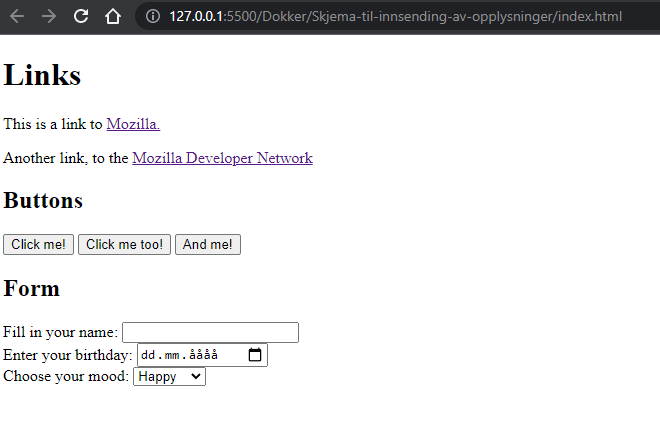 127.0.0.1:5500/Dokker/Skjema-til-innsending-av-opplysninger/index.html
Links
This is a link to Mozilla.
Another link, to the Mozilla Developer Network
Buttons
Click me! Click me too! And me!
Form
Fill in your name:
Enter your birthday: dd.mm.åååå
Choose your mood: Happy